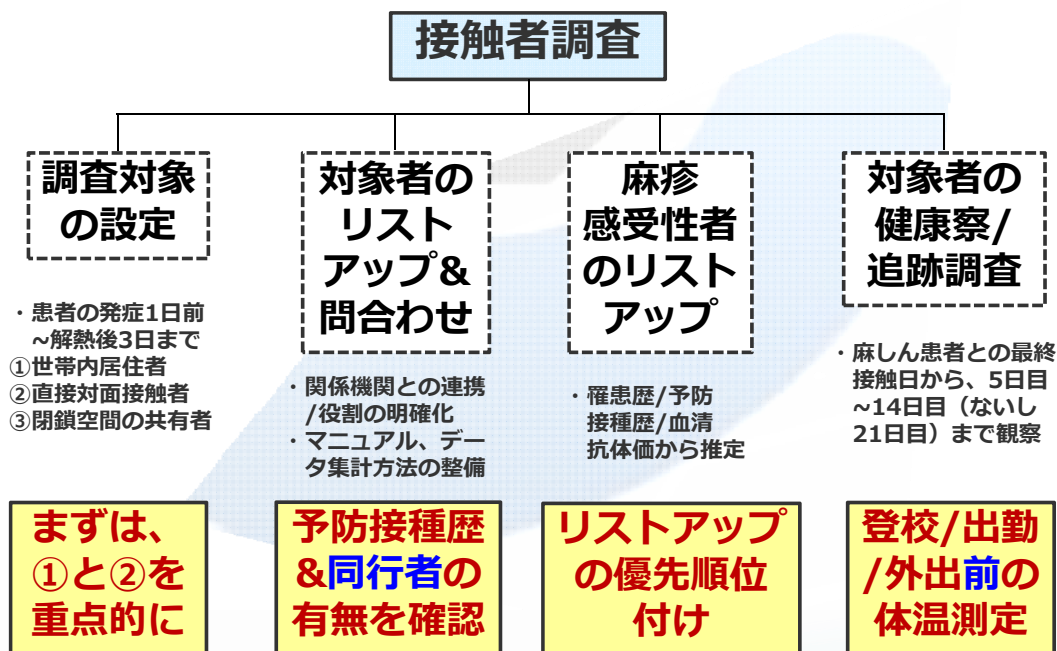 接触者調査
調査対象
の設定
・患者の発症1日前
~解熱後3日まで
①世帯内居住者
②直接対面接触者
③閉鎖空間の共有者
まずは、
①と②を
重点的に
対象者の
リスト
アップ&
問合わせ
・関係機関との連携
/役割の明確化
・マニュアル、デー
タ集計方法の整備
予防接種歴
&同行者の
有無を確認
麻疹
感受性者
のリスト
アップ
・罹患歴/予防
接種歴/血清
抗体価から推定
リストアップ
の優先順位
付け
対象者の
健康察/
追跡調査
・麻しん患者との最終
接触日から、5日目
~14日目（ないし
21日目）まで観察
登校/出勤
/外出前の
体温測定